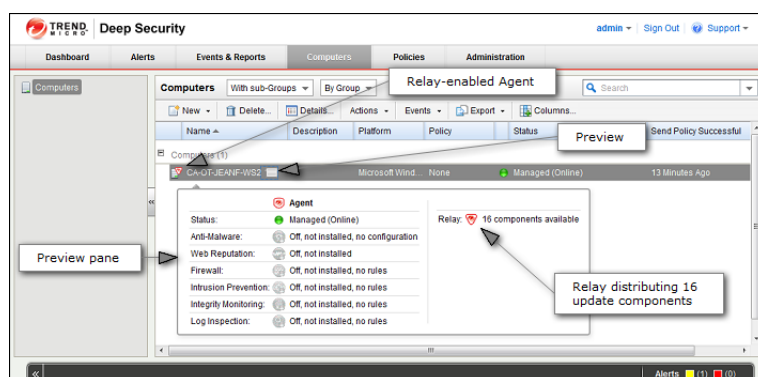 TREND MICRO Deep Security
admin Sign Out Support
Dashboard Alerts Events & Reports Computers Policies Administration
Computers
Computers With sub-Groups By Group Search
Relay-enabled Agent
New Delete... Details... Actions Events Export Columns...
Name Description Platform Policy Status Send Policy Successful
Preview
Computers (1)
CA-OT-JEANF-WS2 Microsoft Wind... None Managed (Online) 13 Minutes Ago
Agent
Status: Managed (Online)
Relay: 16 components available
Anti-Malware: Off, not installed, no configuration
Web Reputation: Off, not installed
Preview pane
Firewall: Off, not installed, no rules
Intrusion Prevention: Off, not installed, no rules
Relay distributing 16
update components
Integrity Monitoring: Off, not installed, no rules
Log Inspection: Off, not installed, no rules
Alerts (1) (0)